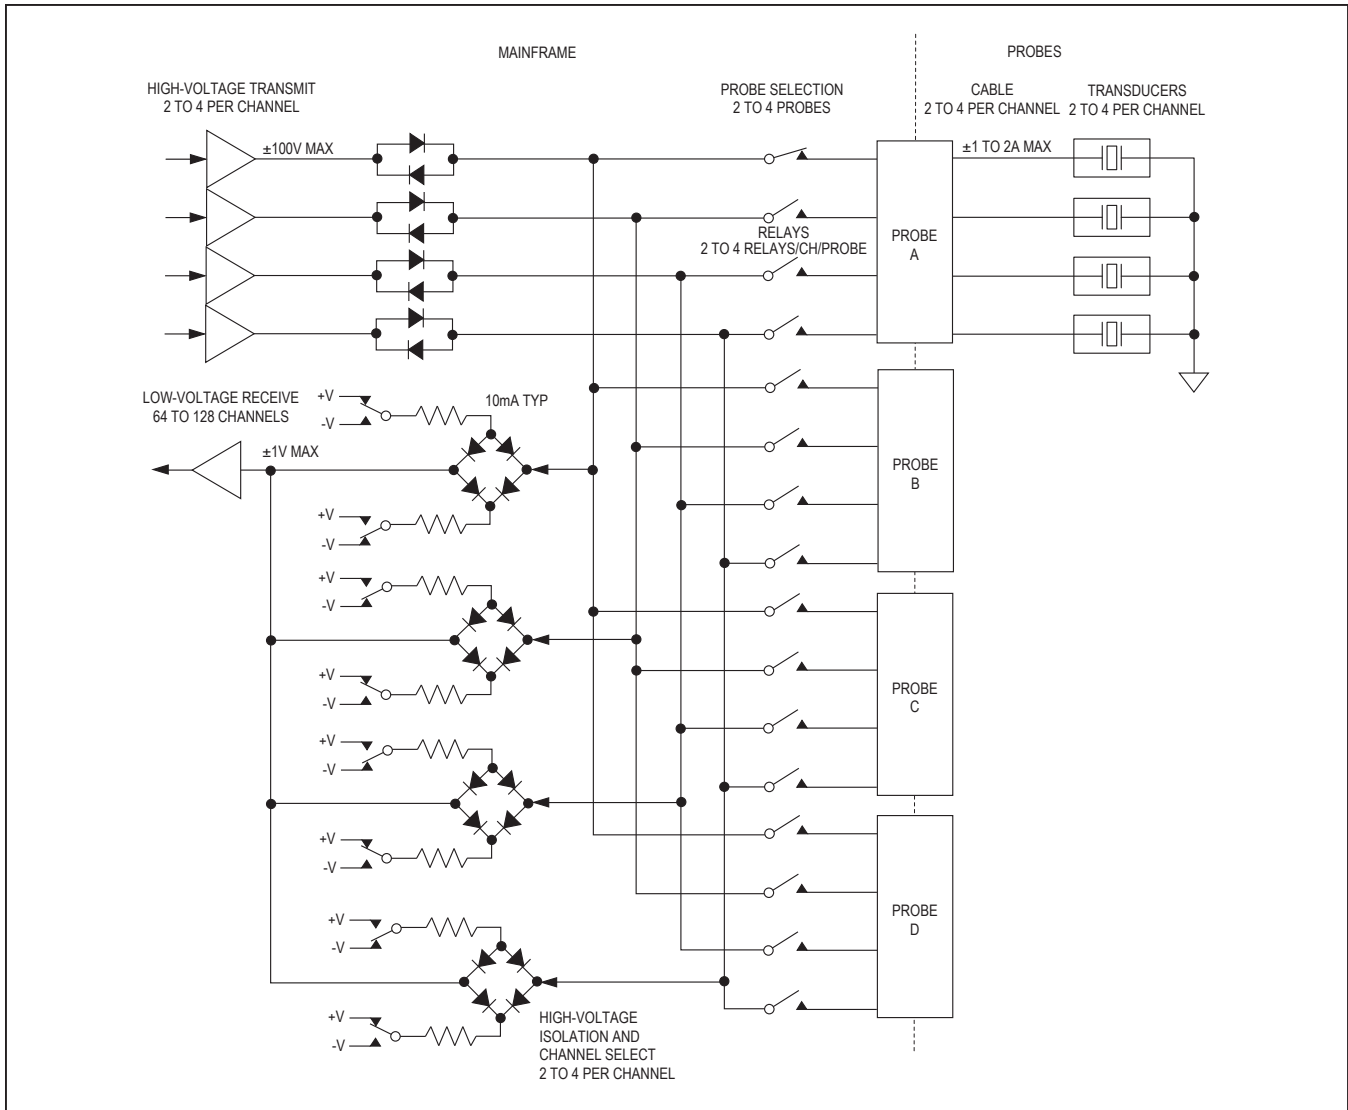 MAINFRAME
PROBES
HIGH-VOLTAGE TRANSMIT
2 TO 4 PER CHANNEL
PROBE SELECTION
2 TO 4 PROBES
CABLE
2 TO 4 PER CHANNEL
TRANSDUCERS
2 TO 4 PER CHANNEL
±100V MAX
±1 TO 2A MAX
RELAYS
2 TO 4 RELAYS/CH/PROBE
PROBE
A
LOW-VOLTAGE RECEIVE
64 TO 128 CHANNELS
+V
-V
10mA TYP
±1V MAX
PROBE
B
+V
-V
+V
-V
+V
-V
PROBE
C
+V
-V
+V
-V
PROBE
D
+V
-V
+V
-V
HIGH-VOLTAGE
ISOLATION AND
CHANNEL SELECT
2 TO 4 PER CHANNEL